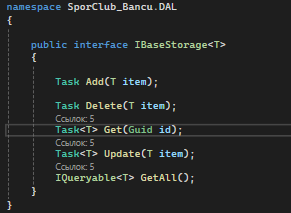 namespace SporClub_Bancu.DAL
{
public interface IBaseStorage<T>
{
Task Add(T item);
Task Delete(T item);
Ссылок: 5
Task<T> Get(Guid id);
Ссылок: 5
Task<T> Update(T item);
Ссылок: 5
IQueryable<T> GetAll();
}
}